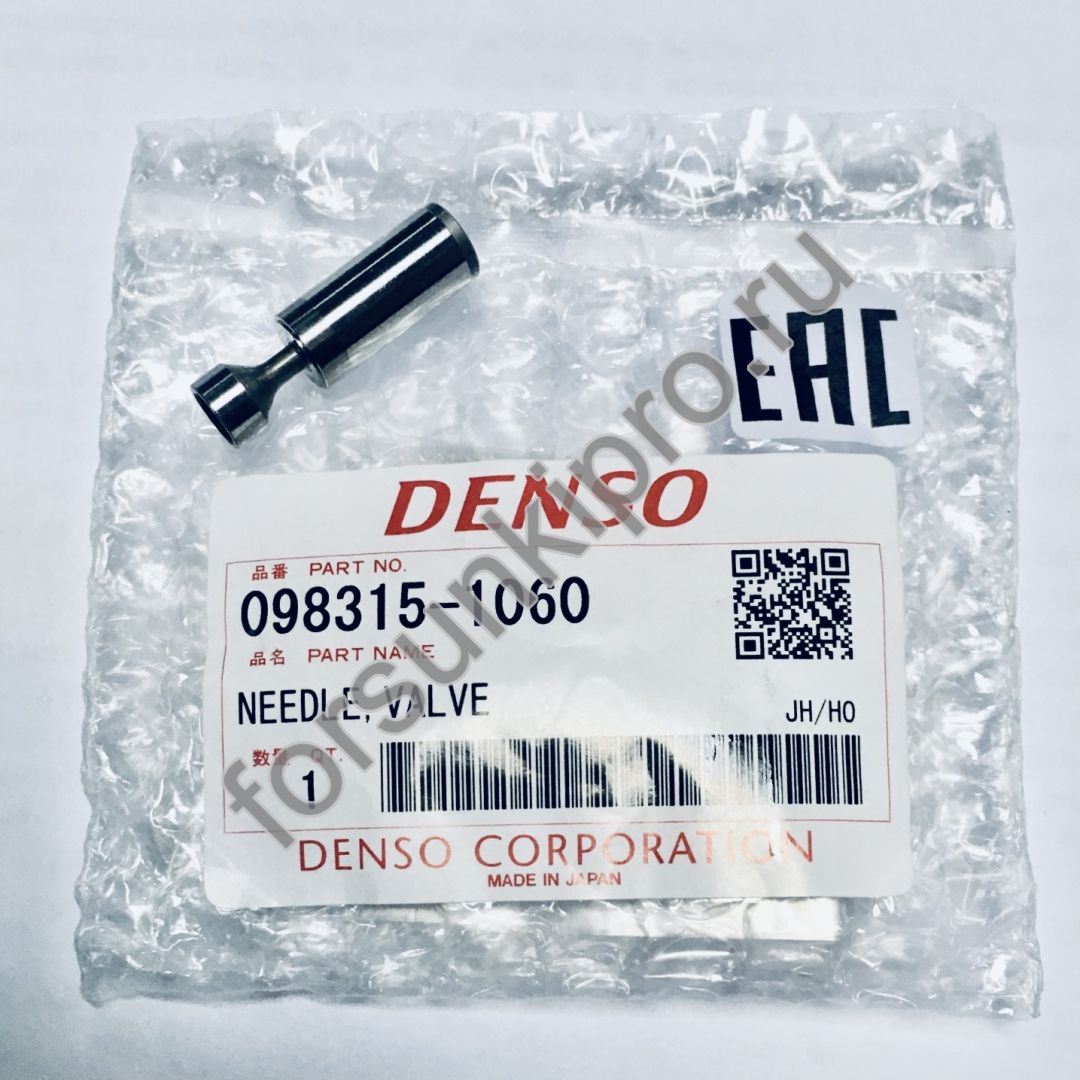 EAC
DENSO
品番 PART NO.
098315-1060
品名 PART NAME
NEEDLE, VALVE
JH/HO
数量 QT.
1
DENSO CORPORATION
MADE IN JAPAN
forsunkipro.ru